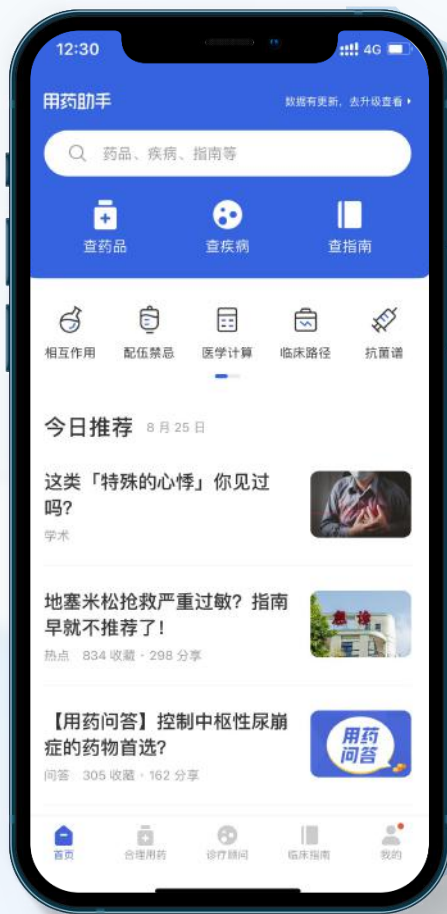 12:30
4G
用药助手
数据有更新，去升级查看
药品、疾病、指南等
查药品
查疾病
查指南
相互作用
配伍禁忌
医学计算
临床路径
抗菌谱
今日推荐 8月25日
这类「特殊的心悸」你见过
吗?
学术
地塞米松抢救严重过敏？指南
早就不推荐了！
急诊
热点 834 收藏·298 分享
【用药问答】控制中枢性尿崩
症的药物首选?
用药
问答
问答 305 收藏·162 分享
首页
合理用药
诊疗顾问
临床指南
我的